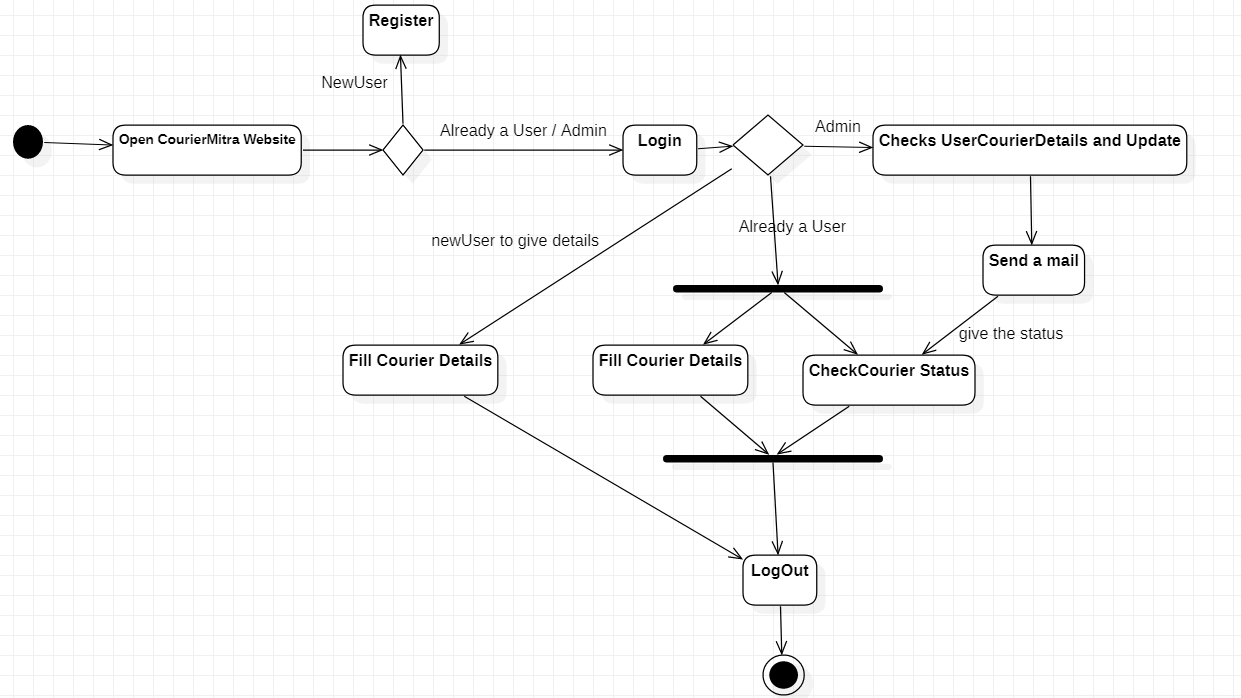 Register
NewUser
Already a User / Admin
Admin
Open CourierMitra Website
Login
Checks UserCourierDetails and Update
Already a User
newUser to give details
Send a mail
give the status
Fill Courier Details
Fill Courier Details
CheckCourier Status
LogOut